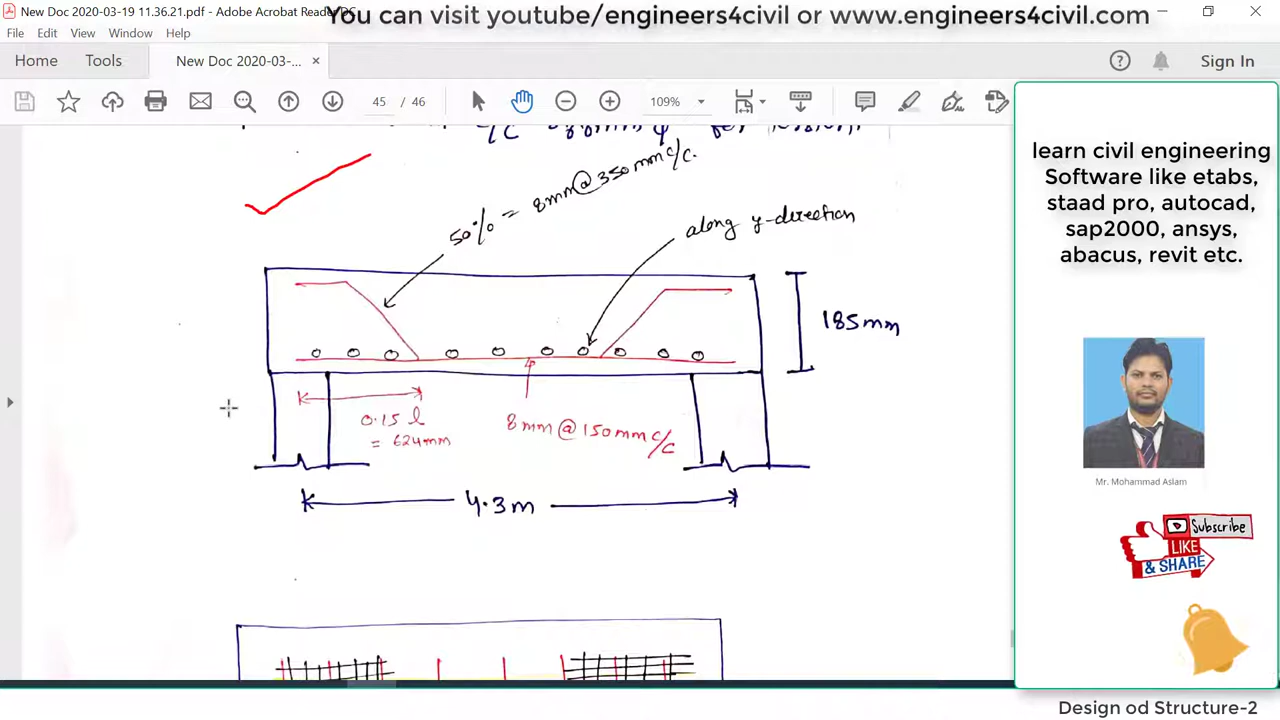 New Doc 2020-03-19 11.36.21.pdf - Adobe Acrobat Reader DC
You can visit youtube/engineers4civil or www.engineers4civil.com
File Edit View Window Help
Home Tools New Doc 2020-03-... × Sign In
45 / 46 109%
50% = 8mm@350mm c/c.
along y-direction
185mm
0.15 l
= 624mm
8mm@150mm c/c
4.3m
learn civil engineering
Software like etabs,
staad pro, autocad,
sap2000, ansys,
abacus, revit etc.
Mr. Mohammad Aslam
Subscribe
LIKE
& SHARE
Design od Structure-2